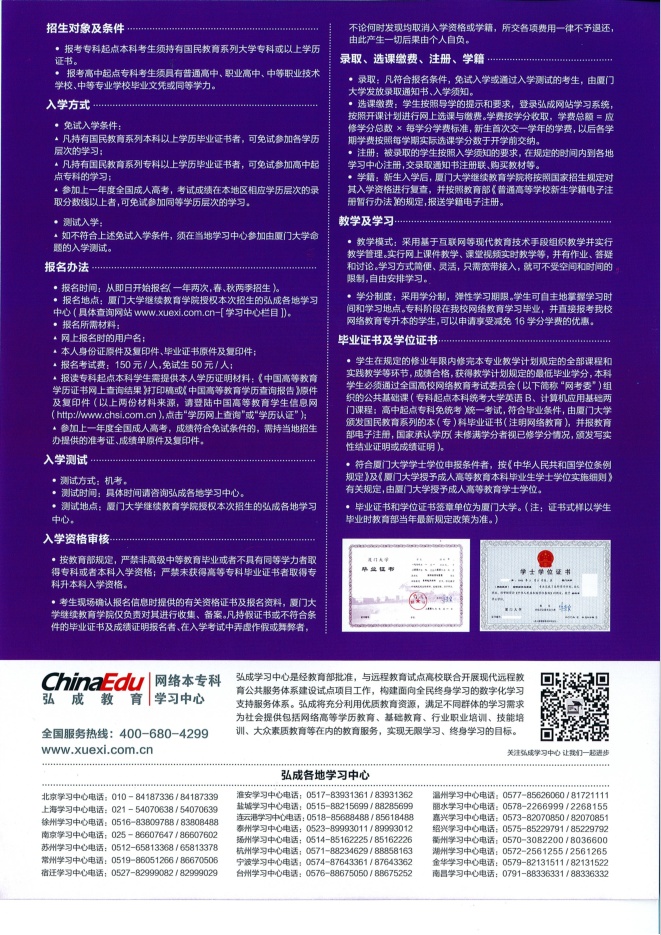 招生对象及条件
• 报考专科起点本科考生须持有国民教育系列大学专科或以上学历
证书。
• 报考高中起点专科考生须具有普通高中、职业高中、中等职业技术
学校、中等专业学校毕业文凭或同等学力。
入学方式
• 免试入学条件：
▲ 凡持有国民教育系列本科以上学历毕业证书者，可免试参加各学历
层次的学习；
▲ 凡持有国民教育系列专科以上学历毕业证书者，可免试参加高中起
点专科的学习；
▲ 参加上一年度全国成人高考，考试成绩在本地区相应学历层次的录
取分数线以上者，可免试参加同等学历层次的学习。
• 测试入学：
▲ 如不符合上述免试入学条件，须在当地学习中心参加由厦门大学命
题的入学测试。
报名办法
• 报名时间：从即日开始报名(一年两次，春、秋两季招生)。
• 报名地点：厦门大学继续教育学院授权本次招生的弘成各地学习
中心(具体查询网站 www.xuexi.com.cn-[学习中心栏目])。
• 报名所需材料：
▲ 网上报名时的用户名；
▲ 本人身份证原件及复印件、毕业证书原件及复印件；
▲ 报名考试费：150 元/人，免试生 50 元/人；
▲ 报读专科起点本科学生需提供本人学历证明材料：《中国高等教育
学历证书网上查询结果》打印稿或《中国高等教育学历查询报告》原件
及复印件(以上两份材料来源，请登陆中国高等教育学生信息网
(http://www.chsi.com.cn)，点击“学历网上查询”或“学历认证”)；
▲ 参加上一年度全国成人高考，成绩符合免试条件的，需持当地招生
办提供的准考证、成绩单原件及复印件。
入学测试
• 测试方式：机考。
• 测试时间：具体时间请咨询弘成各地学习中心。
• 测试地点：厦门大学继续教育学院授权本次招生的弘成各地学习中
心。
入学资格审核
• 按教育部规定，严禁非高级中等教育毕业或者不具有同等学力者取
得专科或者本科入学资格；严禁未获得高等专科毕业证书者取得专
科升本科入学资格。
• 考生现场确认报名信息时提供的有关资格证书及报名资料，厦门大
学继续教育学院仅负责对其进行收集、备案。凡持假证书或不符合条
件的毕业证书及成绩证明报名者、在入学考试中弄虚作假或舞弊者，
不论何时发现均取消入学资格或学籍，所交各项费用一律不予退还，
由此产生一切后果由个人自负。
录取、选课缴费、注册、学籍
• 录取：凡符合报名条件，免试入学或通过入学测试的考生，由厦门
大学发放录取通知书、入学须知。
• 选课缴费：学生按照导学的提示和要求，登录弘成网站学习系统，
按照开课计划进行网上选课与缴费。学费按学分收取，学费总额 = 应
修学分总数 × 每学分学费标准，新生首次交一学年的学费，以后各学
期学费按照每学期实际选课学分数于开学前交纳。
• 注册：被录取的学生按照入学须知的要求，在规定的时间内到各地
学习中心注册，交录取通知书注册联、购买教材等。
• 学籍：新生入学后，厦门大学继续教育学院将按照国家招生规定对
其入学资格进行复查，并按照教育部《普通高等学校新生学籍电子注
册暂行办法》的规定，报送学籍电子注册。
教学及学习
• 教学模式：采用基于互联网等现代教育技术手段组织教学并实行
教学管理。实行网上课件教学、课堂视频实时教学等，并有作业、答疑
和讨论。学习方式简便、灵活，只需宽带接入，就可不受空间和时间的
限制，自由安排学习。
• 学分制度：采用学分制，弹性学习期限。学生可自主地掌握学习时
间和学习地点。专科阶段在我校网络教育学习毕业，并直接报考我校
网络教育专升本的学生，可以申请享受减免 16 学分学费的优惠。
毕业证书及学位证书
• 学生在规定的修业年限内修完本专业教学计划规定的全部课程和
实践教学等环节，成绩合格，获得教学计划规定的最低毕业学分，本科
学生必须通过全国高校网络教育考试委员会(以下简称“网考委”)组
织的公共基础课(专科起点本科统考大学英语B、计算机应用基础两
门课程；高中起点专科免统考)统一考试，符合毕业条件，由厦门大学
颁发国民教育系列的本(专)科毕业证书(注明网络教育)，并报教育
部电子注册，国家承认学历(未修满学分者视已修学分情况，颁发写实
性结业证明或成绩证明)。
• 符合厦门大学学士学位申报条件者，按《中华人民共和国学位条例
规定》及《厦门大学授予成人高等教育本科毕业生学士学位实施细则》
有关规定，由厦门大学授予成人高等教育学士学位。
• 毕业证书和学位证书签章单位为厦门大学。(注：证书式样以学生
毕业时教育部当年最新规定政策为准。)
厦门大学
毕业证书
学士学位证书
ChinaEdu
弘成教育
网络本专科
学习中心
全国服务热线：400-680-4299
www.xuexi.com.cn
弘成学习中心是经教育部批准，与远程教育试点高校联合开展现代远程教
育公共服务体系建设试点项目工作，构建面向全民终身学习的数字化学习
支持服务体系。弘成将充分利用优质教育资源，满足不同群体的学习需求
为社会提供包括网络高等学历教育、基础教育、行业职业培训、技能培
训、大众素质教育等在内的教育服务，实现无限学习、终身学习的目标。
关注弘成学习中心 让我们一起进步
弘成各地学习中心
北京学习中心电话：010 - 84187336 / 84187339
上海学习中心电话：021 - 54070638 / 54070639
徐州学习中心电话：0516-83809788 / 83808488
南京学习中心电话：025 - 86607647 / 86607602
苏州学习中心电话：0512-65813368 / 65813378
常州学习中心电话：0519-86051266 / 86670506
宿迁学习中心电话：0527-82999082 / 82999029
淮安学习中心电话：0517-83931361 / 83931362
盐城学习中心电话：0515-88215699 / 88285699
连云港学习中心电话：0518-85688488 / 85618488
泰州学习中心电话：0523-89993011 / 89993012
扬州学习中心电话：0514-85162225 / 85162226
杭州学习中心电话：0571-88234629 / 88858163
宁波学习中心电话：0574-87643361 / 87643362
台州学习中心电话：0576-88675050 / 88675252
温州学习中心电话：0577-85626060 / 81721111
丽水学习中心电话：0578-2266999 / 2268155
嘉兴学习中心电话：0573-82070850 / 82070851
绍兴学习中心电话：0575-85229791 / 85229792
衢州学习中心电话：0570-3082200 / 8036600
湖州学习中心电话：0572-2561255 / 2561265
金华学习中心电话：0579-82131511 / 82131522
南昌学习中心电话：0791-88336331 / 88336332